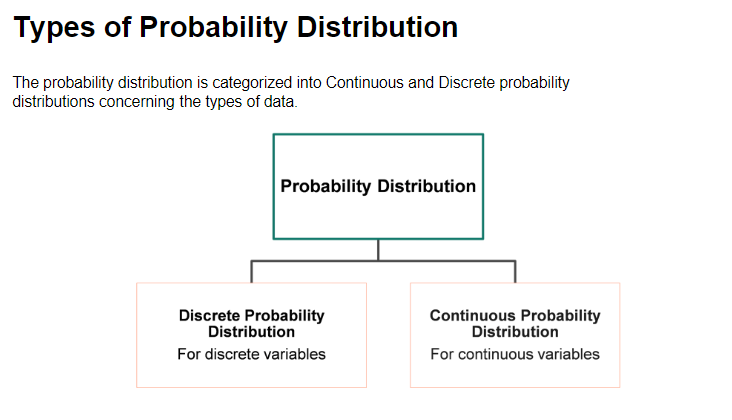 Types of Probability Distribution
The probability distribution is categorized into Continuous and Discrete probability
distributions concerning the types of data.
Probability Distribution
Discrete Probability
Distribution
For discrete variables
Continuous Probability
Distribution
For continuous variables